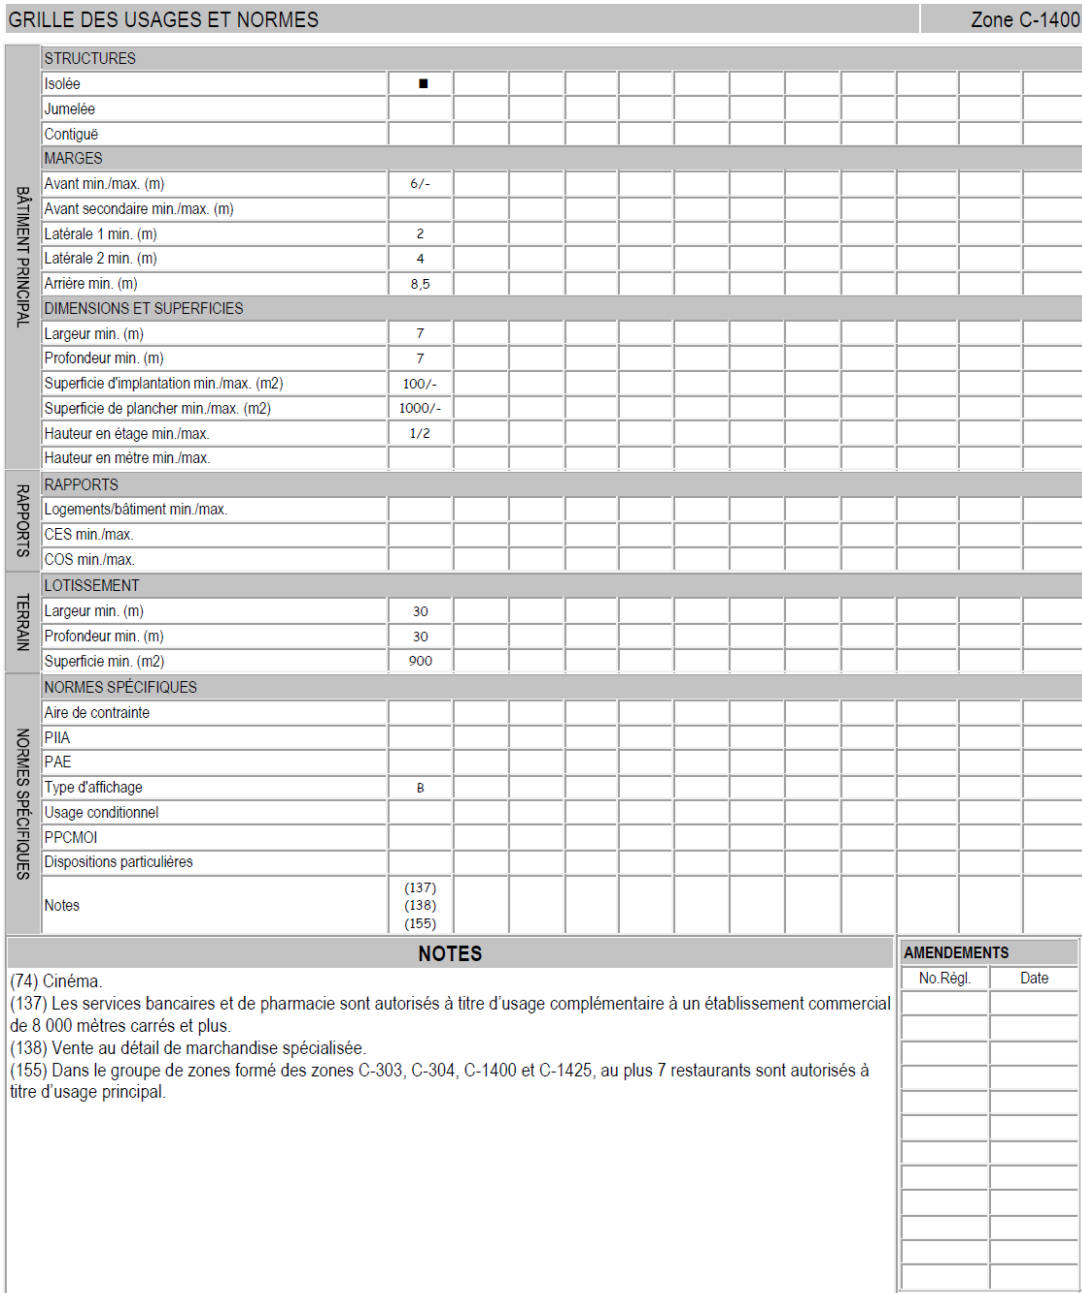 GRILLE DES USAGES ET NORMES Zone C-1400
STRUCTURES
Isolée ■
Jumelée
Contiguë
MARGES
Avant min./max. (m) 6/-
Avant secondaire min./max. (m)
Latérale 1 min. (m) 2
Latérale 2 min. (m) 4
Arrière min. (m) 8,5
DIMENSIONS ET SUPERFICIES
Largeur min. (m) 7
Profondeur min. (m) 7
Superficie d'implantation min./max. (m2) 100/-
Superficie de plancher min./max. (m2) 1000/-
Hauteur en étage min./max. 1/2
Hauteur en mètre min./max.
BÂTIMENT PRINCIPAL
RAPPORTS
Logements/bâtiment min./max.
CES min./max.
COS min./max.
RAPPORTS
LOTISSEMENT
Largeur min. (m) 30
Profondeur min. (m) 30
Superficie min. (m2) 900
TERRAIN
NORMES SPÉCIFIQUES
Aire de contrainte
PIIA
PAE
Type d'affichage B
Usage conditionnel
PPCMOI
Dispositions particulières
Notes (137)
(138)
(155)
NORMES SPÉCIFIQUES
NOTES
(74) Cinéma.
(137) Les services bancaires et de pharmacie sont autorisés à titre d'usage complémentaire à un établissement commercial
de 8 000 mètres carrés et plus.
(138) Vente au détail de marchandise spécialisée.
(155) Dans le groupe de zones formé des zones C-303, C-304, C-1400 et C-1425, au plus 7 restaurants sont autorisés à
titre d'usage principal.
AMENDEMENTS
No.Régl. Date